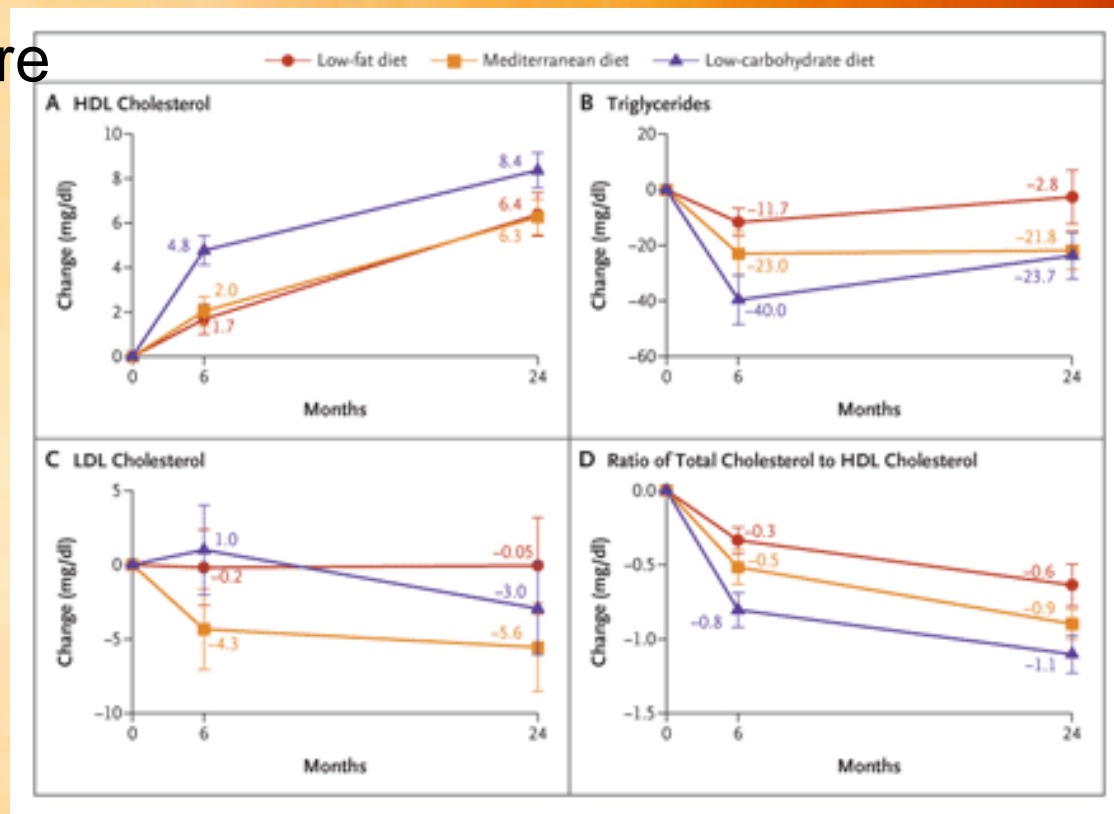 re
Low-fat diet Mediterranean diet Low-carbohydrate diet
A HDL Cholesterol
10
8
6
4
2
0
Change (mg/dl)
4.8
2.0
1.7
8.4
6.4
6.3
0 6 24
Months
B Triglycerides
20
0
−20
−40
−60
Change (mg/dl)
−11.7
−23.0
−40.0
−2.8
−21.8
−23.7
0 6 24
Months
C LDL Cholesterol
5
0
−5
−10
Change (mg/dl)
1.0
−0.2
−4.3
−0.05
−3.0
−5.6
0 6 24
Months
D Ratio of Total Cholesterol to HDL Cholesterol
0.0
−0.5
−1.0
−1.5
Change (mg/dl)
−0.3
−0.5
−0.8
−0.6
−0.9
−1.1
0 6 24
Months